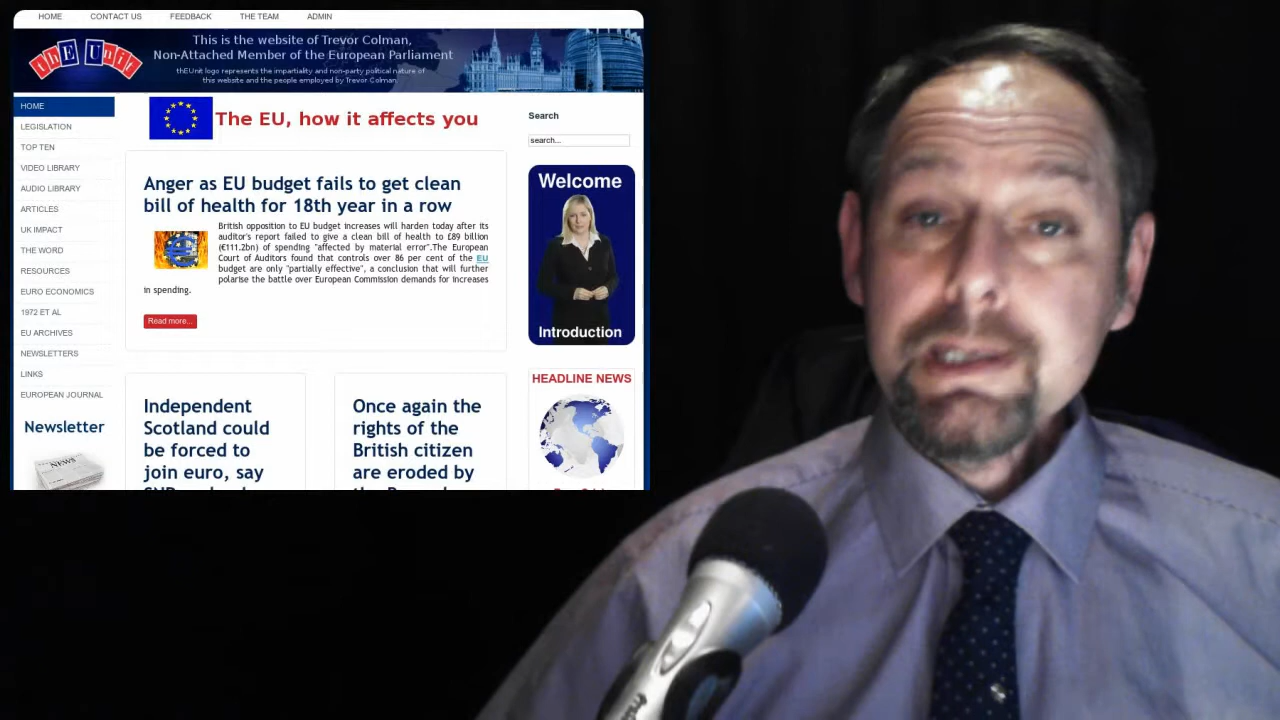 HOME CONTACT US FEEDBACK THE TEAM ADMIN
thEUnit
This is the website of Trevor Colman,
Non-Attached Member of the European Parliament
thEUnit logo represents the impartiality and non-party political nature of
this website and the people employed by Trevor Colman
HOME
LEGISLATION
TOP TEN
VIDEO LIBRARY
AUDIO LIBRARY
ARTICLES
UK IMPACT
THE WORD
RESOURCES
EURO ECONOMICS
1972 ET AL
EU ARCHIVES
NEWSLETTERS
LINKS
EUROPEAN JOURNAL
Newsletter
NEWS
The EU, how it affects you
Anger as EU budget fails to get clean
bill of health for 18th year in a row
British opposition to EU budget increases will harden today after its
auditor's report failed to give a clean bill of health to £89 billion
(€111.2bn) of spending "affected by material error".The European
Court of Auditors found that controls over 86 per cent of the EU
budget are only "partially effective", a conclusion that will further
polarise the battle over European Commission demands for increases
in spending.
Read more...
Independent
Scotland could
be forced to
join euro, say
Once again the
rights of the
British citizen
are eroded by
Search
search...
Welcome
Introduction
HEADLINE NEWS